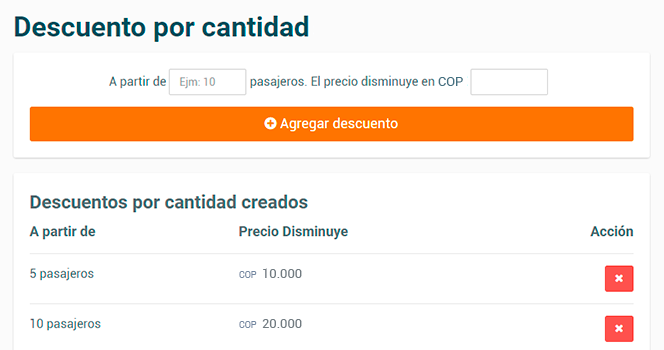 Descuento por cantidad
A partir de Ejm: 10 pasajeros. El precio disminuye en COP
Agregar descuento
Descuentos por cantidad creados
A partir de Precio Disminuye Acción
5 pasajeros COP 10.000
10 pasajeros COP 20.000